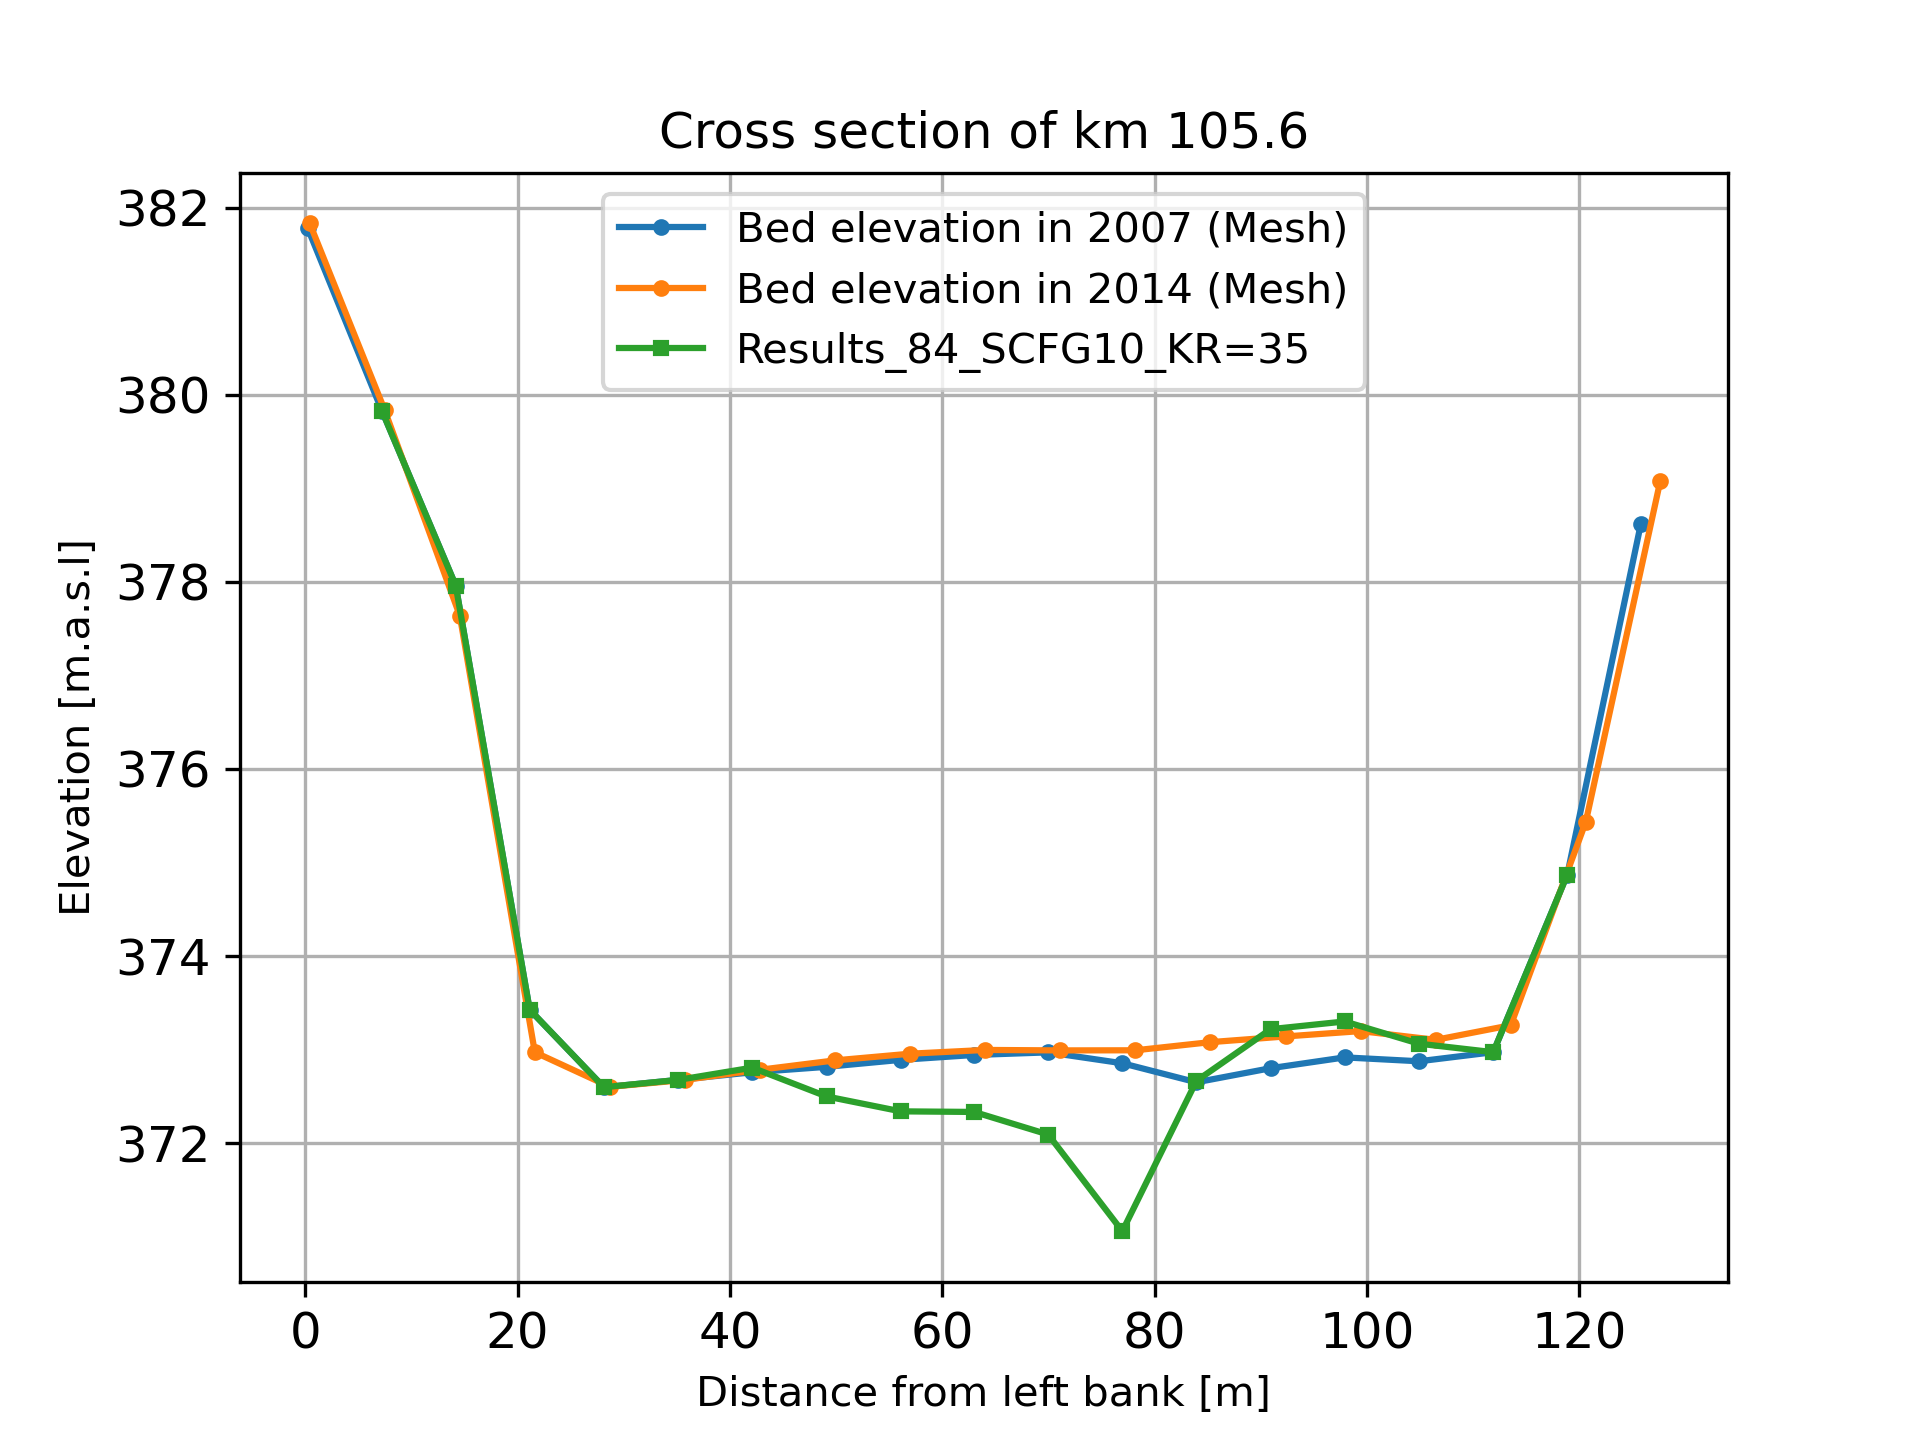 Cross section of km 105.6
Bed elevation in 2007 (Mesh)
Bed elevation in 2014 (Mesh)
Results_84_SCFG10_KR=35
Elevation [m.a.s.l]
382
380
378
376
374
372
0 20 40 60 80 100 120
Distance from left bank [m]